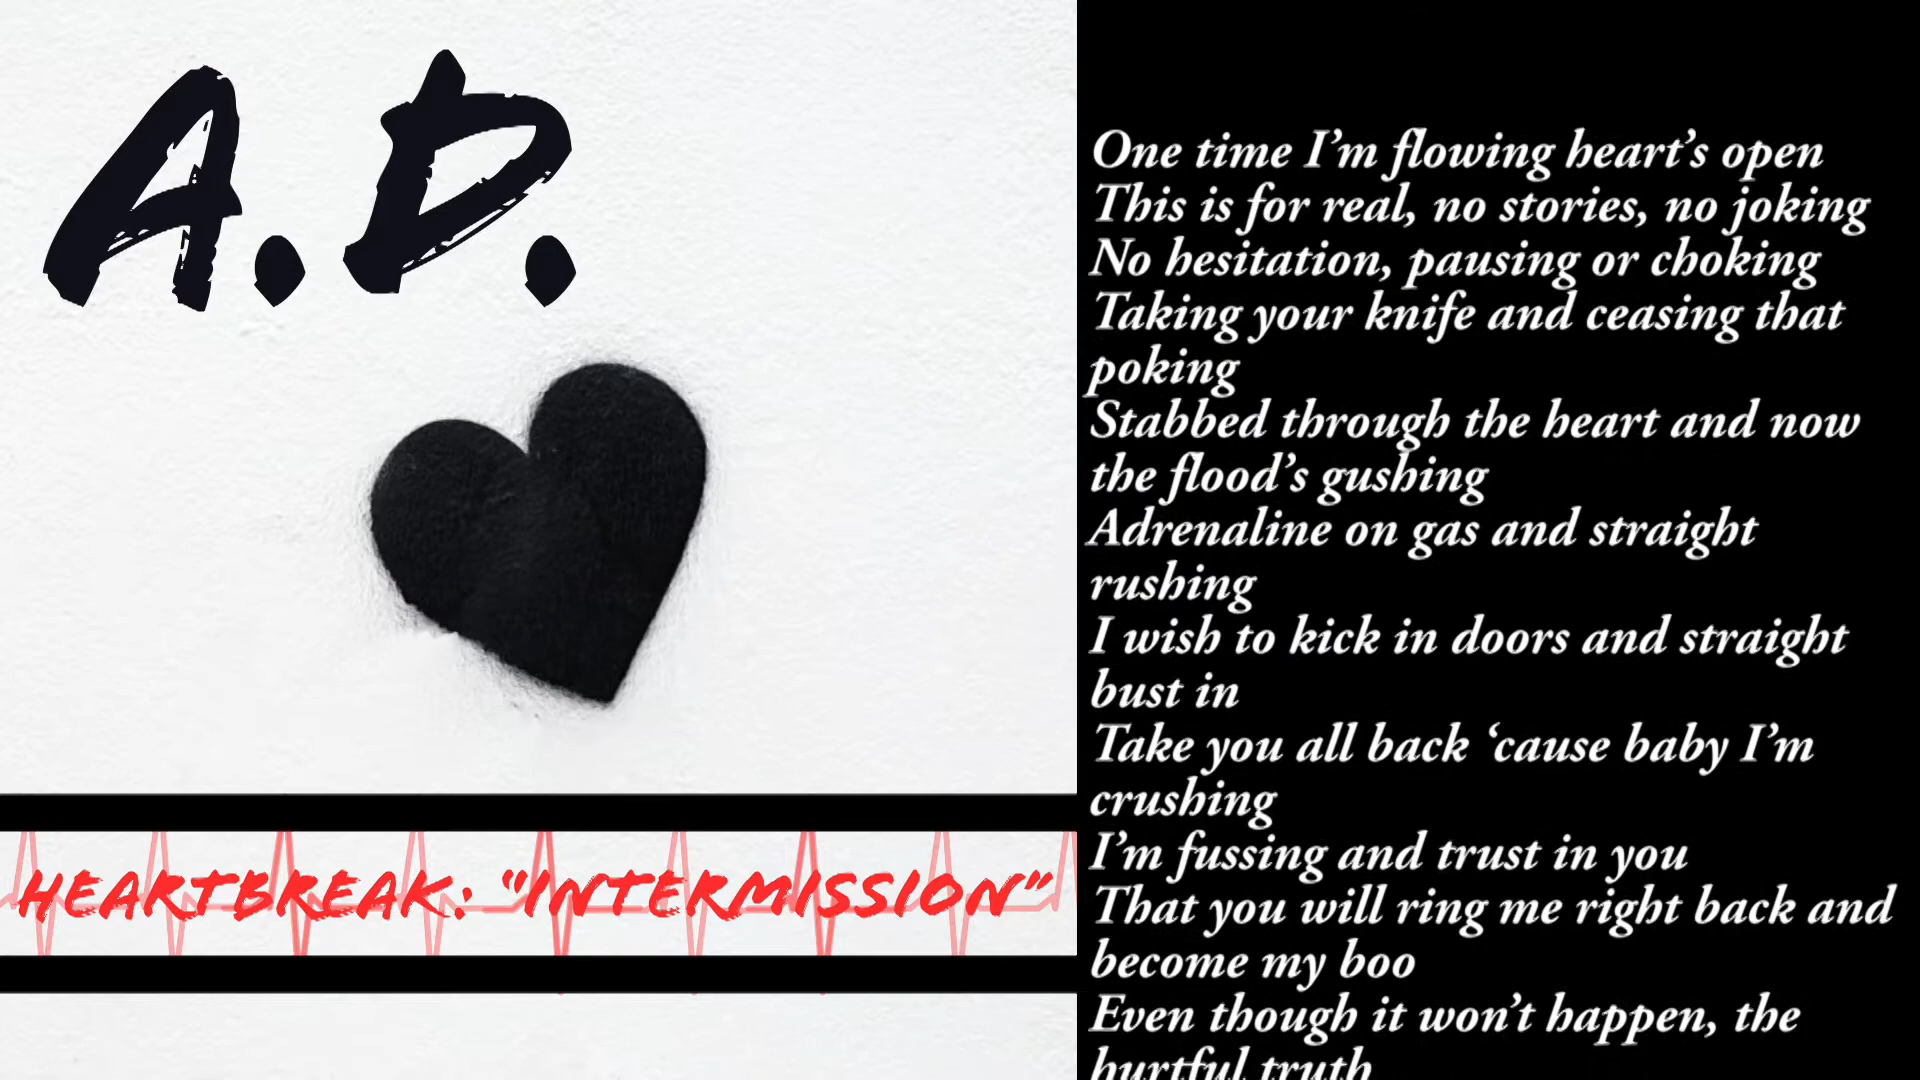 A.D.
HEARTBREAK: "INTERMISSION"
One time I’m flowing heart’s open
This is for real, no stories, no joking
No hesitation, pausing or choking
Taking your knife and ceasing that
poking
Stabbed through the heart and now
the flood’s gushing
Adrenaline on gas and straight
rushing
I wish to kick in doors and straight
bust in
Take you all back ‘cause baby I’m
crushing
I’m fussing and trust in you
That you will ring me right back and
become my boo
Even though it won’t happen, the
hurtful truth